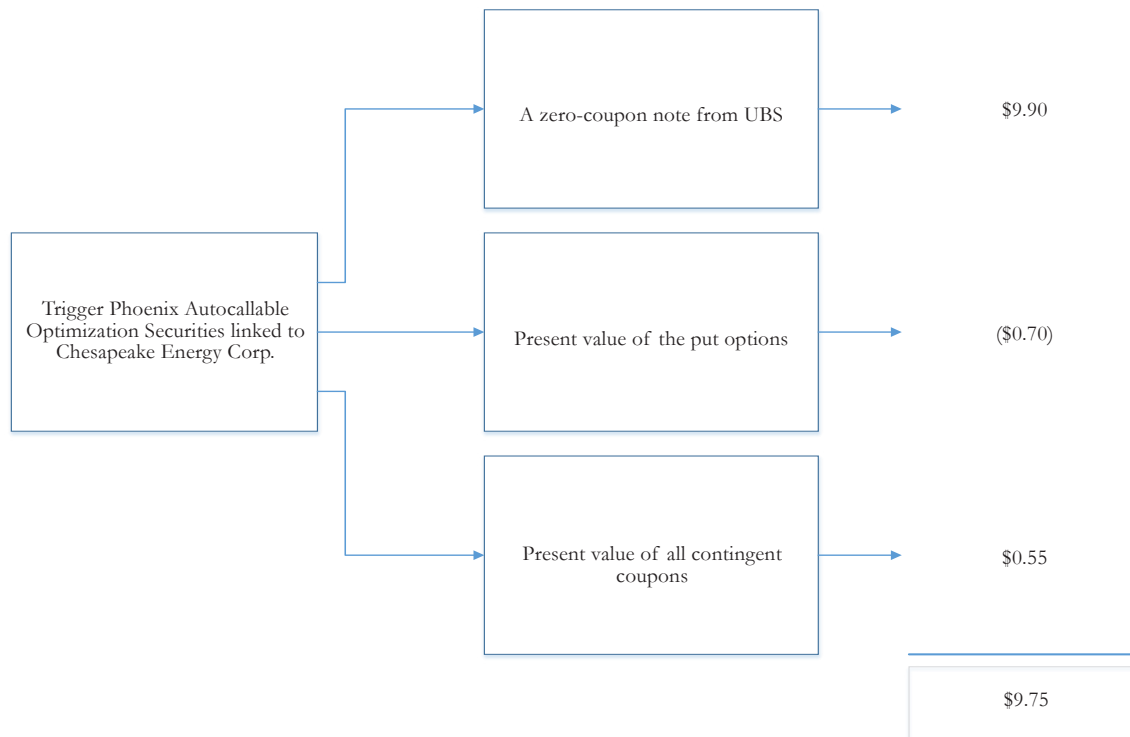 A zero-coupon note from UBS
$9.90
Trigger Phoenix Autocallable
Optimization Securities linked to
Chesapeake Energy Corp.
Present value of the put options
($0.70)
Present value of all contingent
coupons
$0.55
$9.75